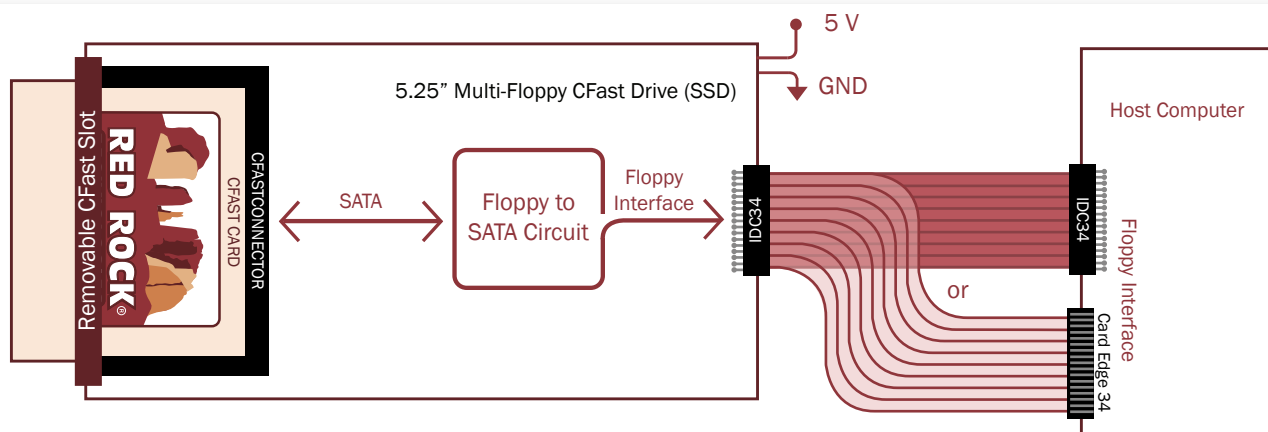 5 V
GND
5.25” Multi-Floppy CFast Drive (SSD)
Host Computer
Removable CFast Slot
RED ROCK®
CFAST CARD
CFASTCONNECTOR
SATA
Floppy to
SATA Circuit
Floppy
Interface
IDC34
IDC34
Floppy Interface
or
Card Edge 34